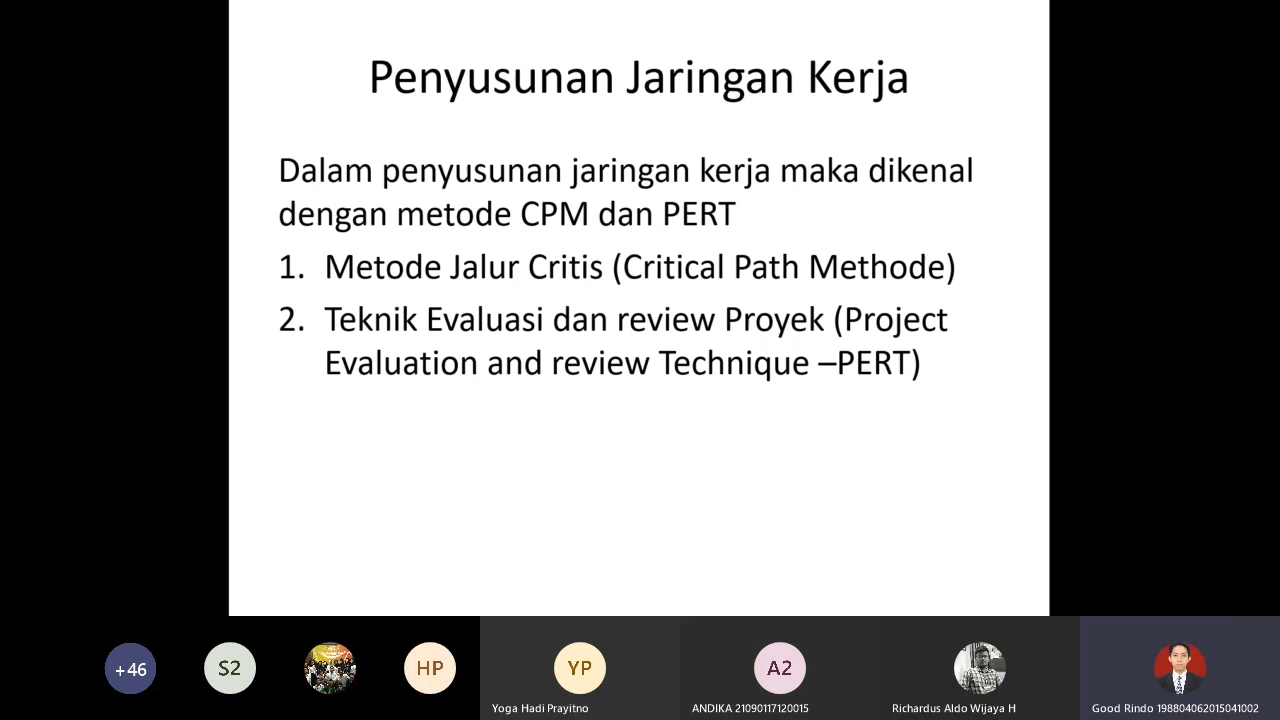 Penyusunan Jaringan Kerja
Dalam penyusunan jaringan kerja maka dikenal
dengan metode CPM dan PERT
1. Metode Jalur Critis (Critical Path Methode)
2. Teknik Evaluasi dan review Proyek (Project
Evaluation and review Technique –PERT)
+46
S2
HP
YP
A2
Yoga Hadi Prayitno
ANDIKA 21090117120015
Richardus Aldo Wijaya H
Good Rindo 198804062015041002